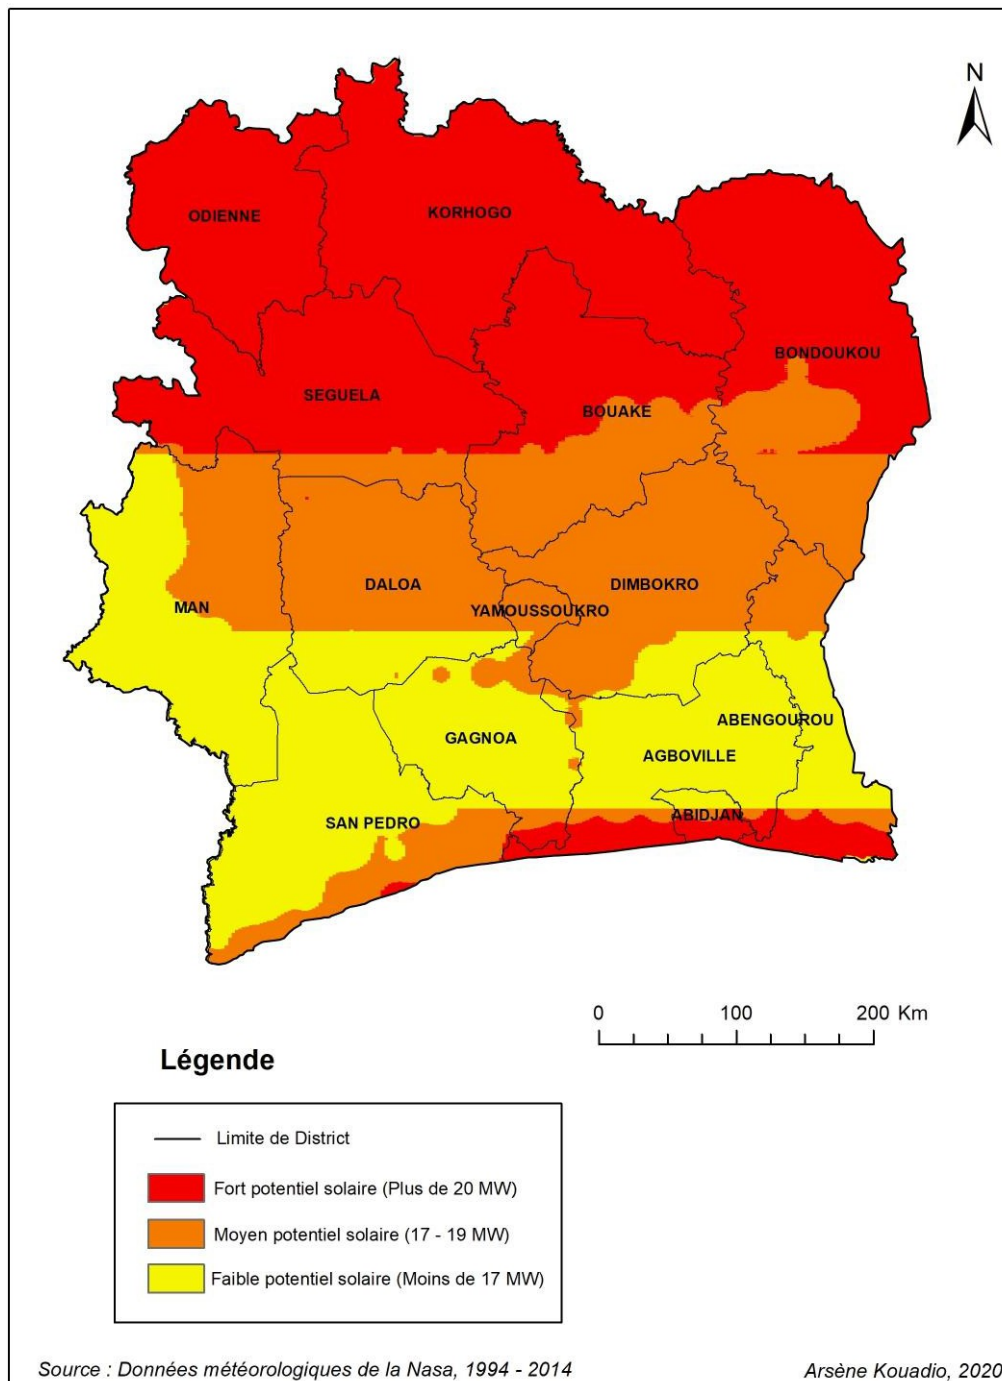 N
ODIENNE
KORHOGO
BONDOUKOU
SEGUELA
BOUAKE
DALOA
DIMBOKRO
MAN
YAMOUSSOUKRO
ABENGOUROU
GAGNOA
AGBOVILLE
SAN PEDRO
ABIDJAN
0 100 200 Km
Légende
Limite de District
Fort potentiel solaire (Plus de 20 MW)
Moyen potentiel solaire (17 - 19 MW)
Faible potentiel solaire (Moins de 17 MW)
Source : Données météorologiques de la Nasa, 1994 - 2014
Arsène Kouadio, 2020